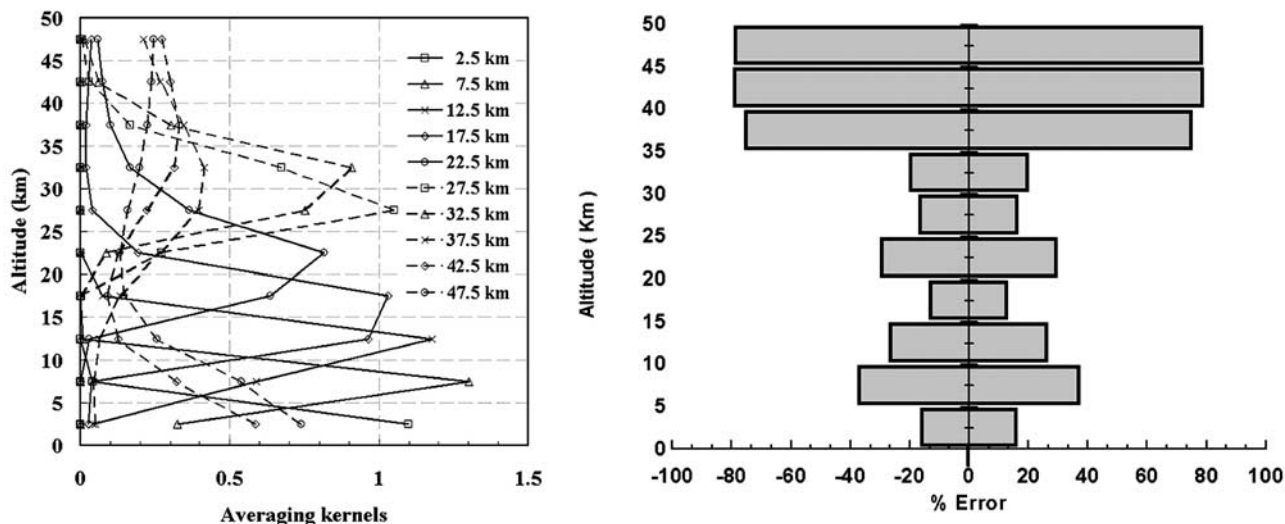 50
45
40
35
30
25
20
15
10
5
0
Altitude (km)
0
0.5
1
1.5
Averaging kernels
2.5 km
7.5 km
12.5 km
17.5 km
22.5 km
27.5 km
32.5 km
37.5 km
42.5 km
47.5 km
50
45
40
35
30
25
20
15
10
5
0
Altitude ( Km )
-100
-80
-60
-40
-20
0
20
40
60
80
100
% Error